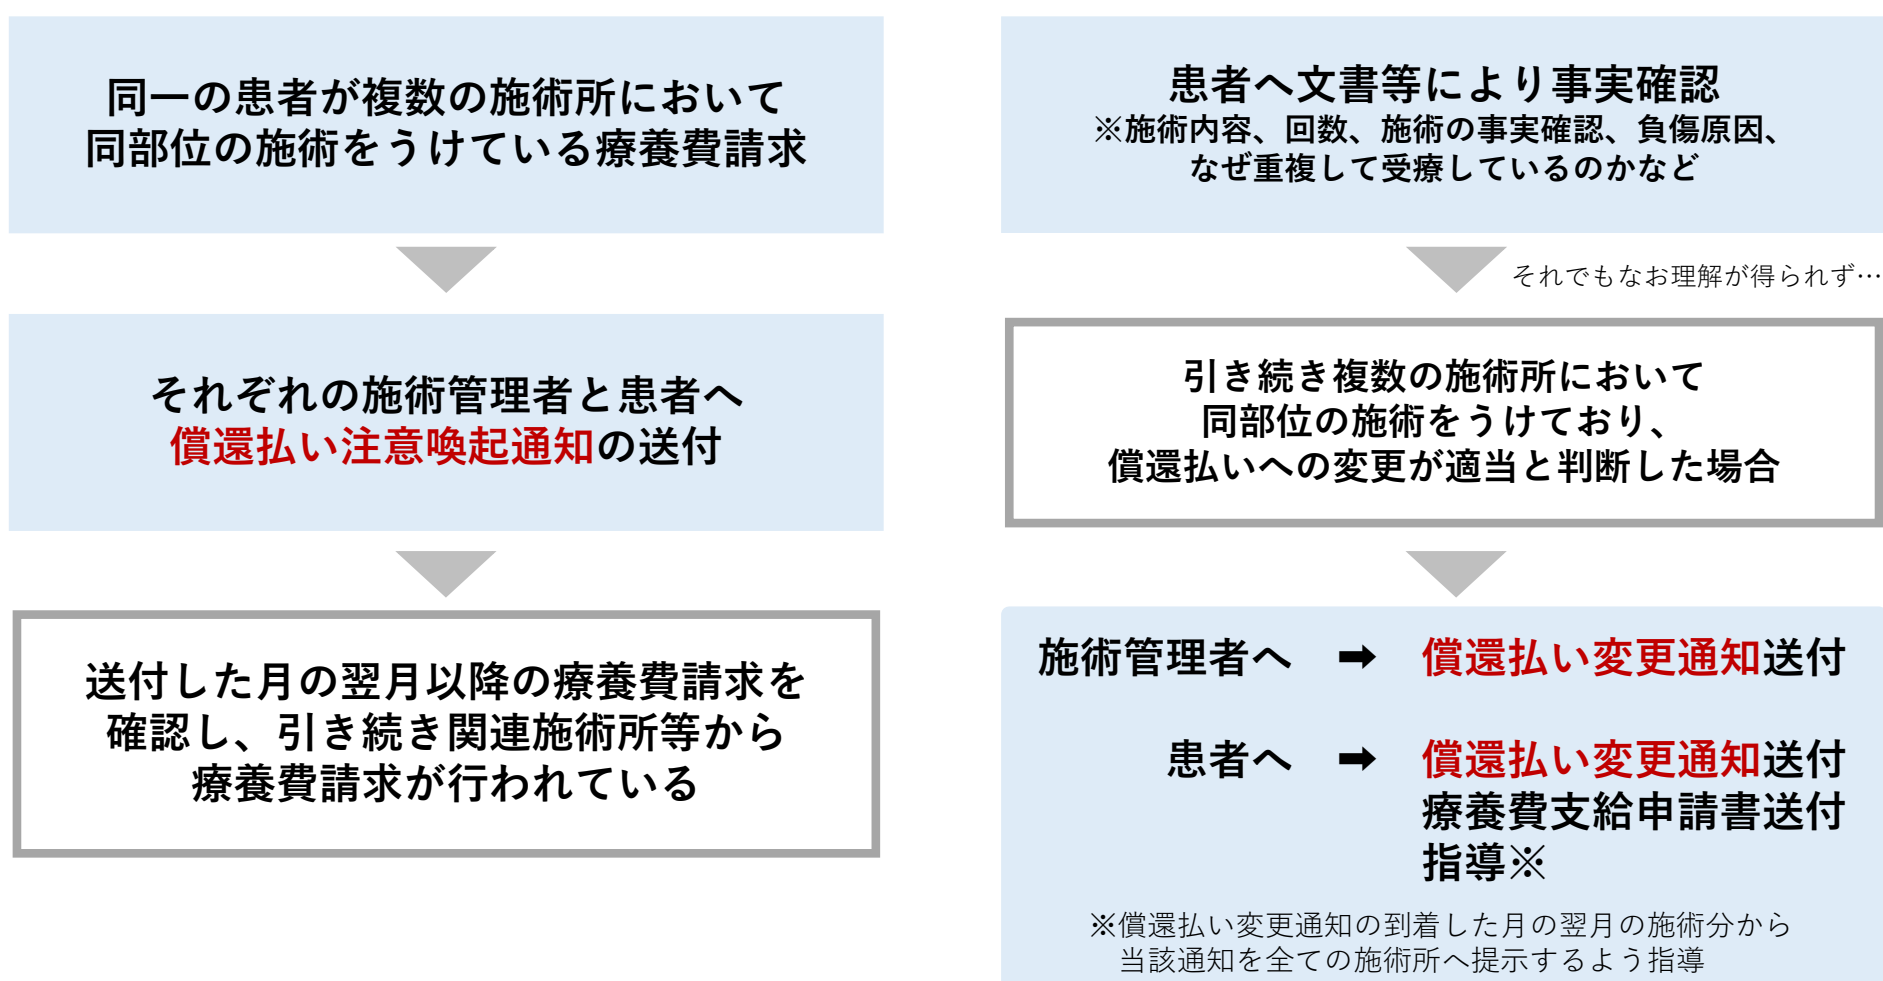 同一の患者が複数の施術所において
同部位の施術をうけている療養費請求
それぞれの施術管理者と患者へ
償還払い注意喚起通知の送付
送付した月の翌月以降の療養費請求を
確認し、引き続き関連施術所等から
療養費請求が行われている
患者へ文書等により事実確認
※施術内容、回数、施術の事実確認、負傷原因、
なぜ重複して受療しているのかなど
それでもなお理解が得られず…
引き続き複数の施術所において
同部位の施術をうけており、
償還払いへの変更が適当と判断した場合
施術管理者へ ➡ 償還払い変更通知送付
患者へ ➡ 償還払い変更通知送付
療養費支給申請書送付
指導※
※償還払い変更通知の到着した月の翌月の施術分から
当該通知を全ての施術所へ提示するよう指導